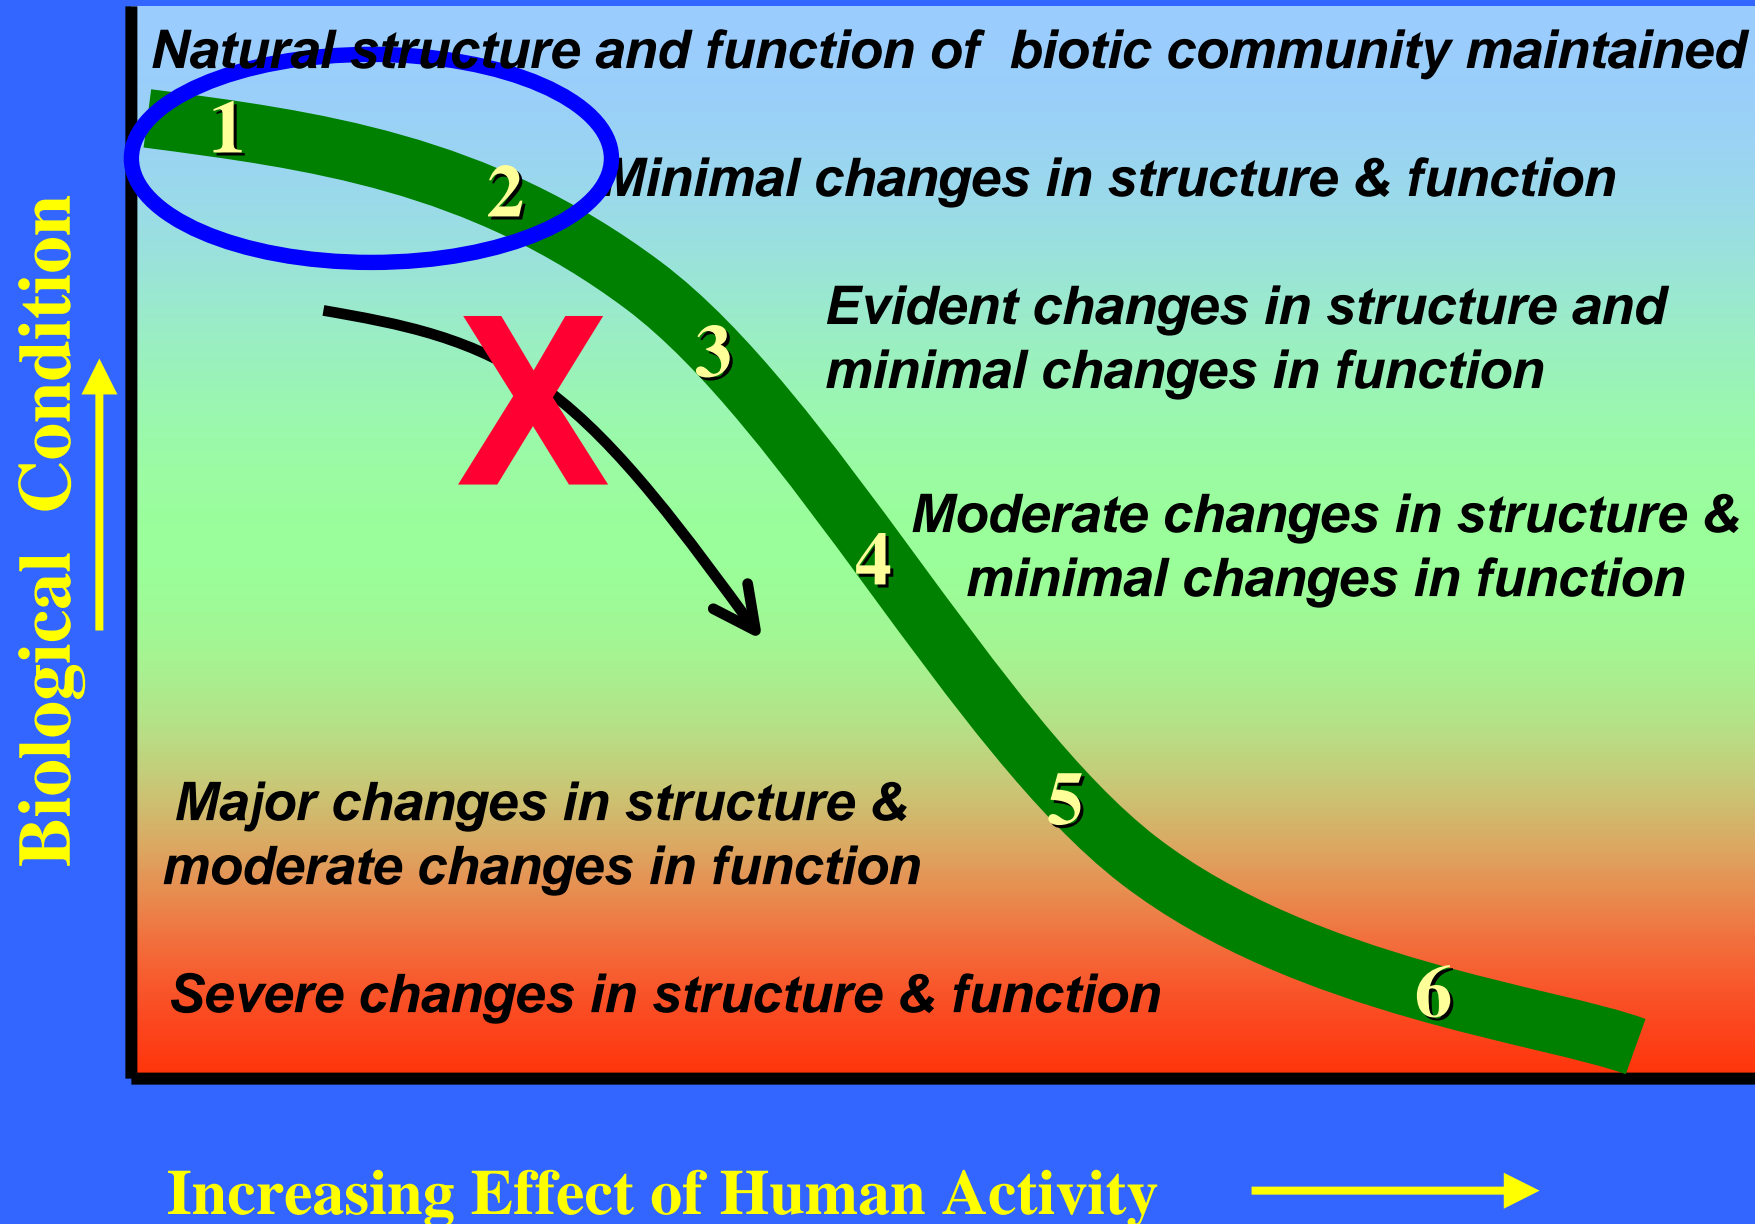 Natural structure and function of biotic community maintained
1
2
Minimal changes in structure & function
Evident changes in structure and
minimal changes in function
3
X
Moderate changes in structure &
minimal changes in function
4
Major changes in structure &
moderate changes in function
5
Severe changes in structure & function
6
Biological Condition
Increasing Effect of Human Activity